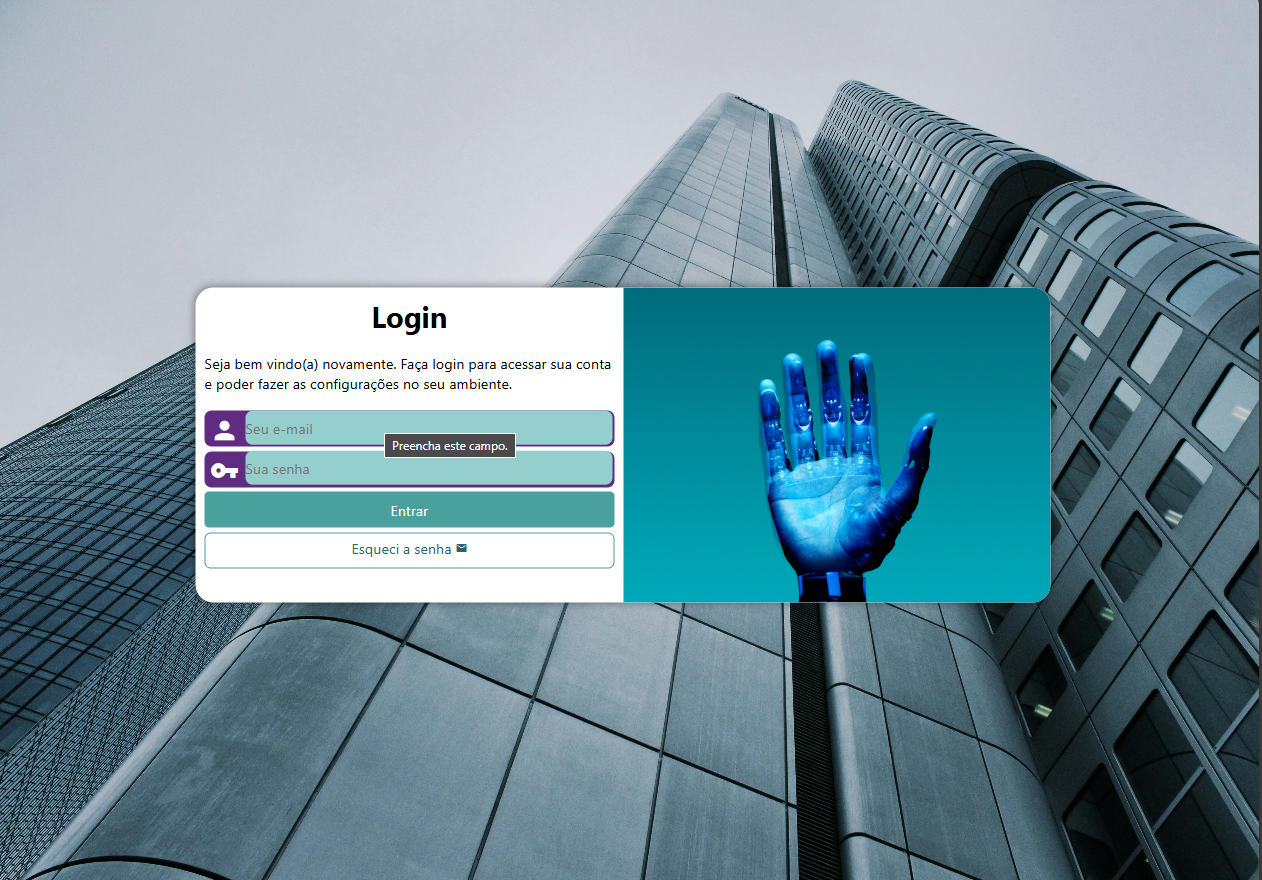 Login
Seja bem vindo(a) novamente. Faça login para acessar sua conta
e poder fazer as configurações no seu ambiente.
Seu e-mail
Preencha este campo.
Sua senha
Entrar
Esqueci a senha